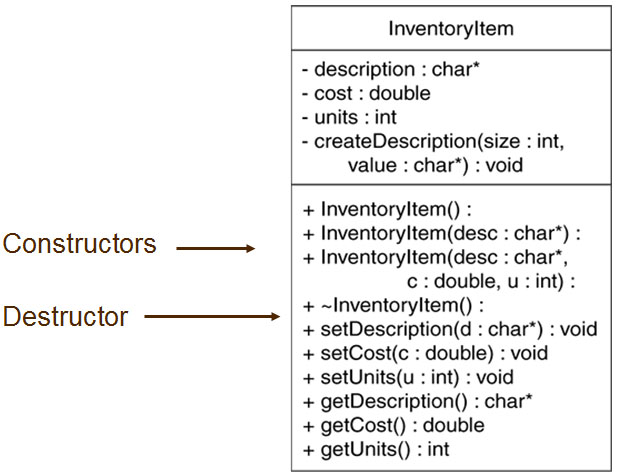 InventoryItem
- description : char*
- cost : double
- units : int
- createDescription(size : int,
value : char*) : void
Constructors
+ InventoryItem() :
+ InventoryItem(desc : char*) :
+ InventoryItem(desc : char*,
c : double, u : int) :
Destructor
+ ~InventoryItem() :
+ setDescription(d : char*) : void
+ setCost(c : double) : void
+ setUnits(u : int) : void
+ getDescription() : char*
+ getCost() : double
+ getUnits() : int